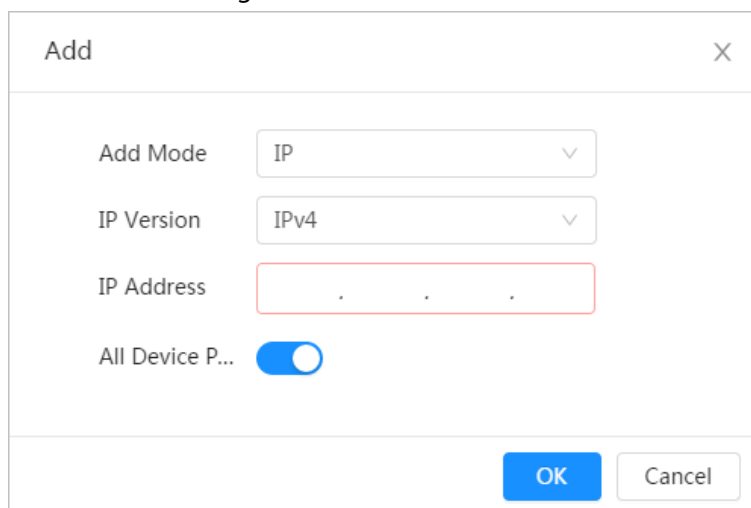 Add
Add Mode IP
IP Version IPv4
IP Address . . .
All Device P...
OK Cancel